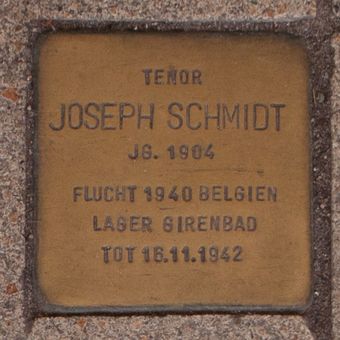 TENOR
JOSEPH SCHMIDT
JG. 1904
FLUCHT 1940 BELGIEN
LAGER GIRENBAD
TOT 16.11.1942